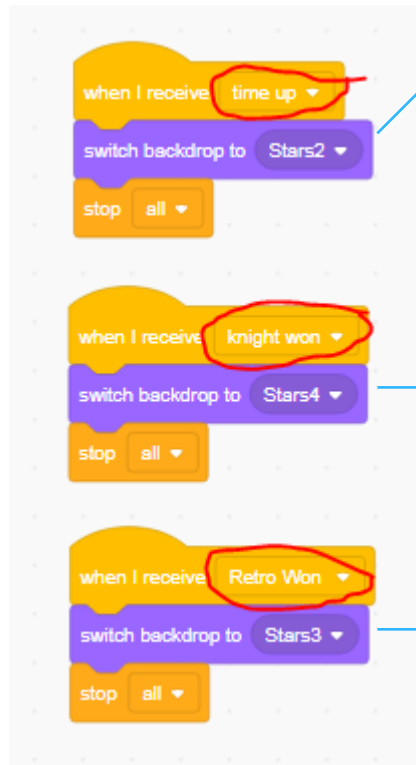 when I receive time up
switch backdrop to Stars2
stop all
when I receive knight won
switch backdrop to Stars4
stop all
when I receive Retro Won
switch backdrop to Stars3
stop all